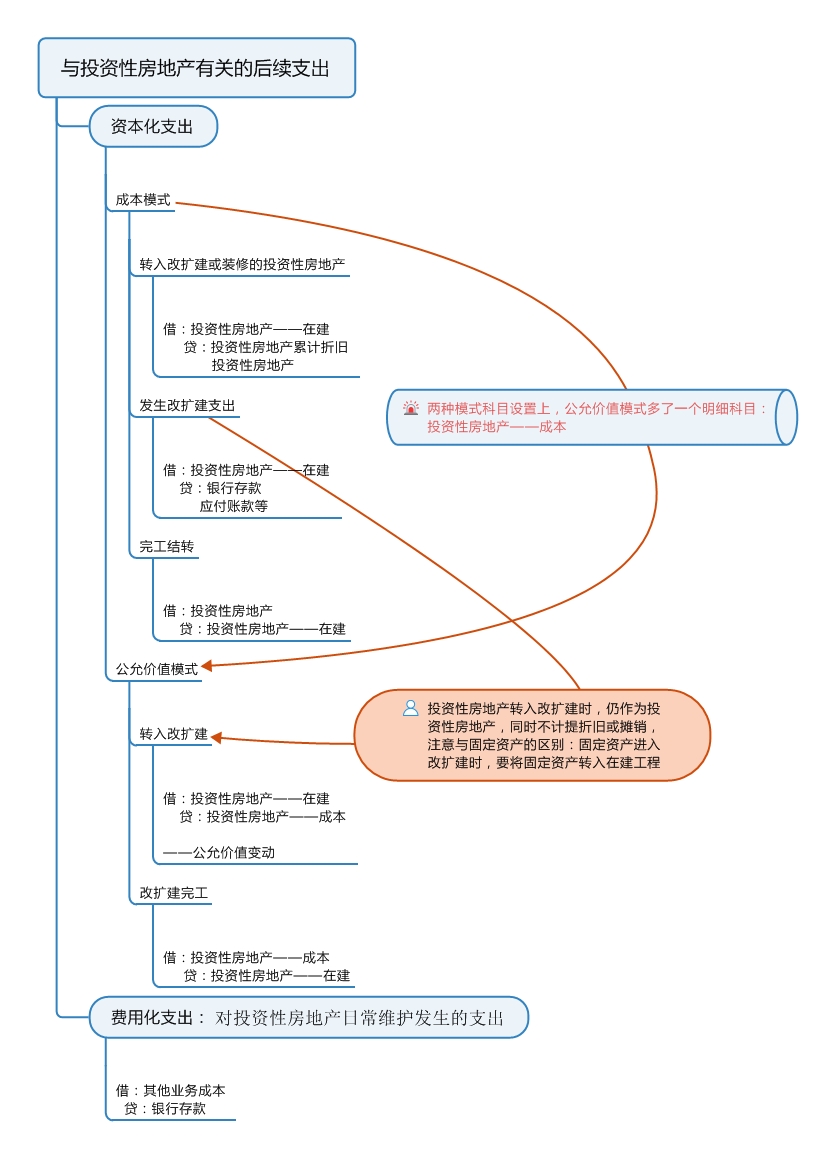 与投资性房地产有关的后续支出
资本化支出
成本模式
转入改扩建或装修的投资性房地产
借：投资性房地产——在建
贷：投资性房地产累计折旧
投资性房地产
发生改扩建支出
两种模式科目设置上，公允价值模式多了一个明细科目：
投资性房地产——成本
借：投资性房地产——在建
贷：银行存款
应付账款等
完工结转
借：投资性房地产
贷：投资性房地产——在建
公允价值模式
投资性房地产转入改扩建时，仍作为投
资性房地产，同时不计提折旧或摊销，
注意与固定资产的区别：固定资产进入
改扩建时，要将固定资产转入在建工程
转入改扩建
借：投资性房地产——在建
贷：投资性房地产——成本
——公允价值变动
改扩建完工
借：投资性房地产——成本
贷：投资性房地产——在建
费用化支出： 对投资性房地产日常维护发生的支出
借：其他业务成本
贷：银行存款